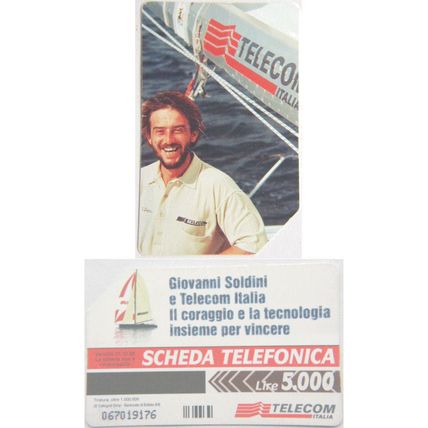 TELECOM
ITALIA
TELECOM
Giovanni Soldini
e Telecom Italia
Il coraggio e la tecnologia
insieme per vincere
SCHEDA TELEFONICA
Lire 5.000
067019176
TELECOM
ITALIA